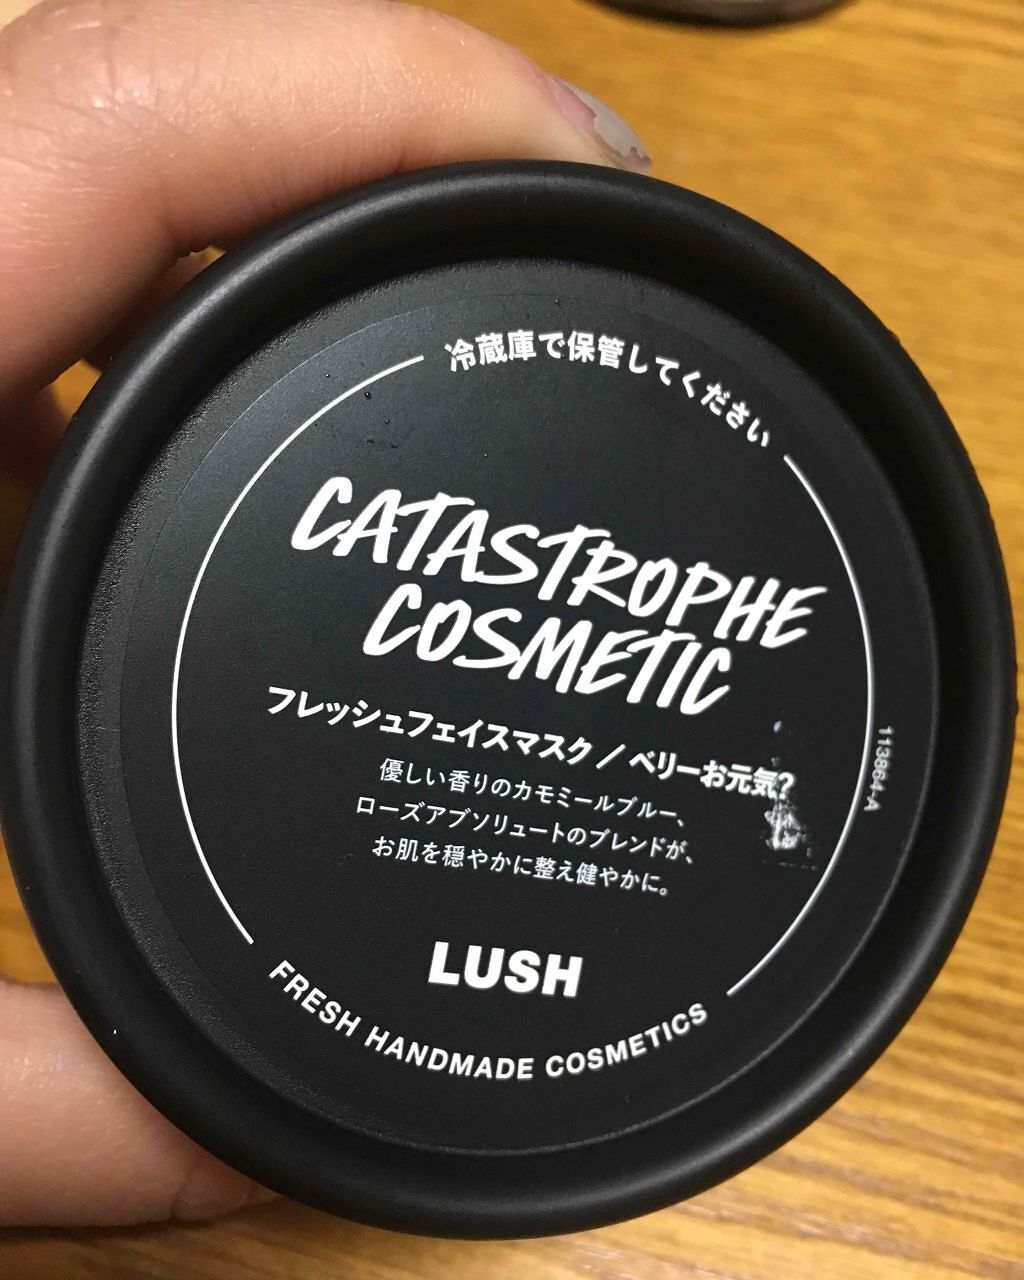 冷蔵庫で保管してください
CATASTROPHE
COSMETIC
フレッシュフェイスマスク / ベリーお元気?
優しい香りのカモミールブルー、
ローズアブソリュートのブレンドが、
お肌を穏やかに整え健やかに。
113864-A
LUSH
FRESH HANDMADE COSMETICS